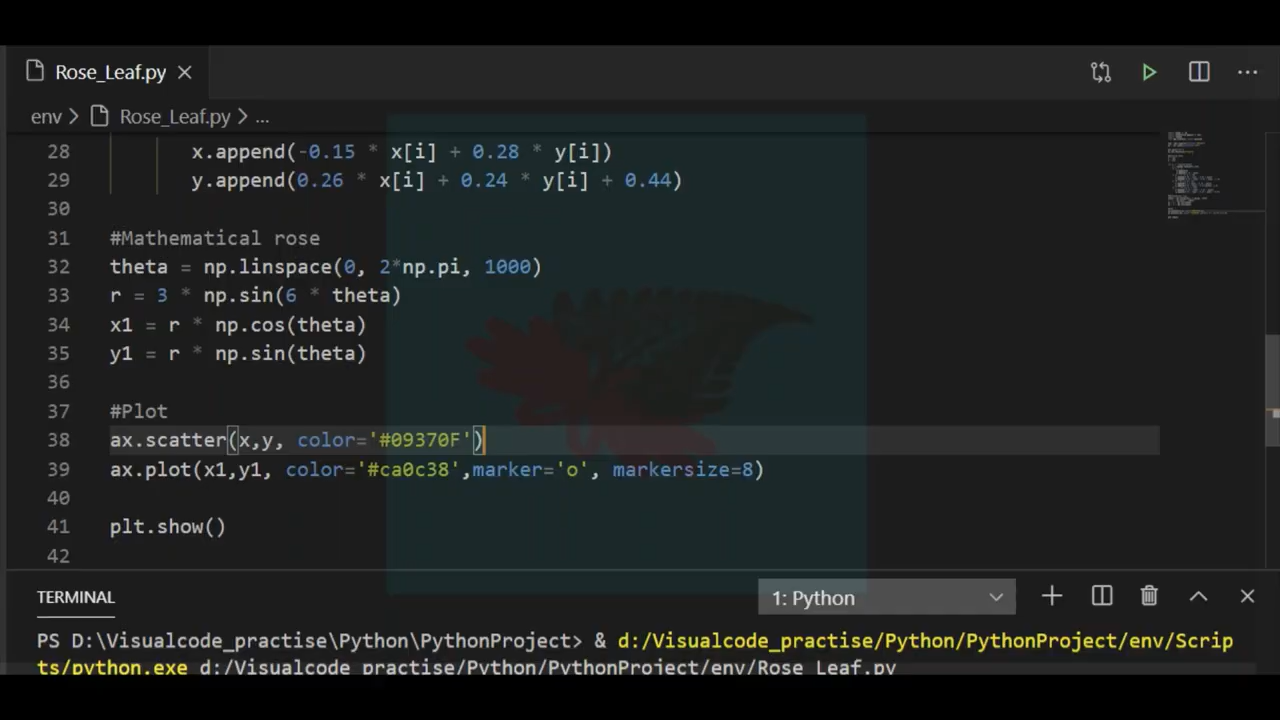 Rose_Leaf.py
env > Rose_Leaf.py > ...
28 x.append(-0.15 * x[i] + 0.28 * y[i])
29 y.append(0.26 * x[i] + 0.24 * y[i] + 0.44)
30
31 #Mathematical rose
32 theta = np.linspace(0, 2*np.pi, 1000)
33 r = 3 * np.sin(6 * theta)
34 x1 = r * np.cos(theta)
35 y1 = r * np.sin(theta)
36
37 #Plot
38 ax.scatter(x,y, color='#09370F')
39 ax.plot(x1,y1, color='#ca0c38',marker='o', markersize=8)
40
41 plt.show()
42
TERMINAL
1: Python
PS D:\Visualcode_practise\Python\PythonProject> & d:/Visualcode_practise/Python/PythonProject/env/Scrip
ts/python.exe d:/Visualcode_practise/Python/PythonProject/env/Rose_Leaf.py